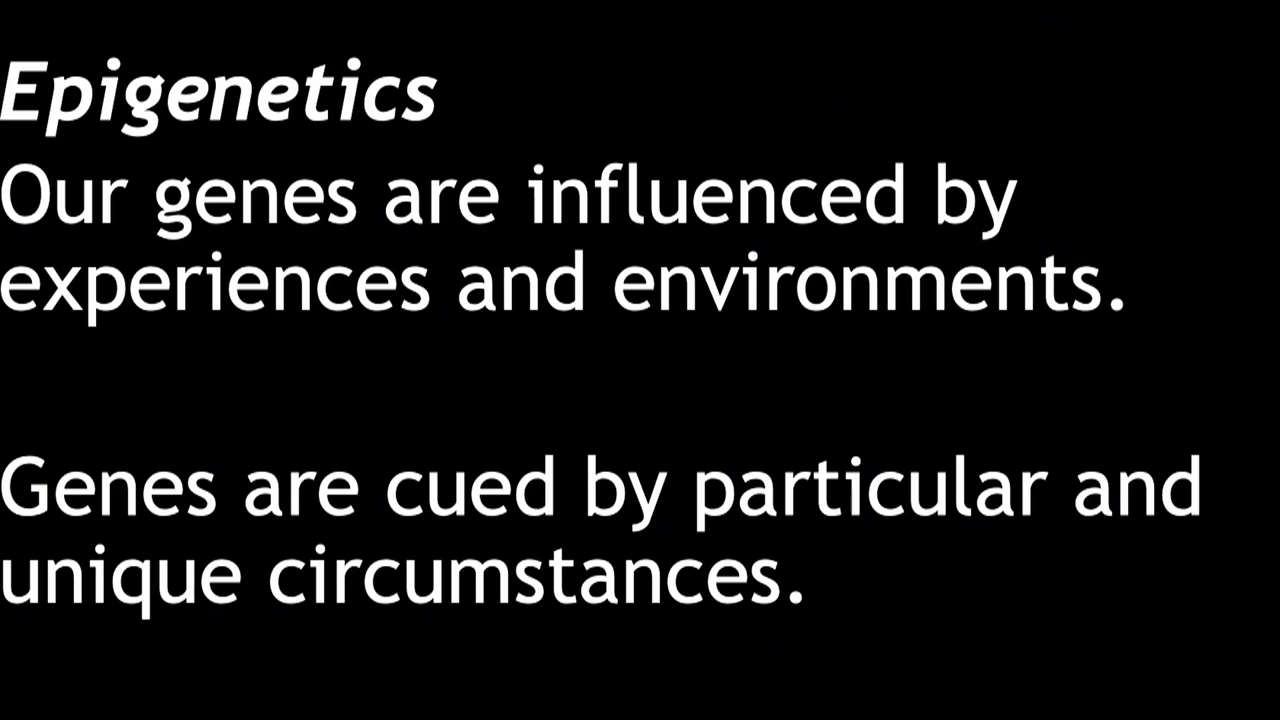 Epigenetics
Our genes are influenced by
experiences and environments.
Genes are cued by particular and
unique circumstances.